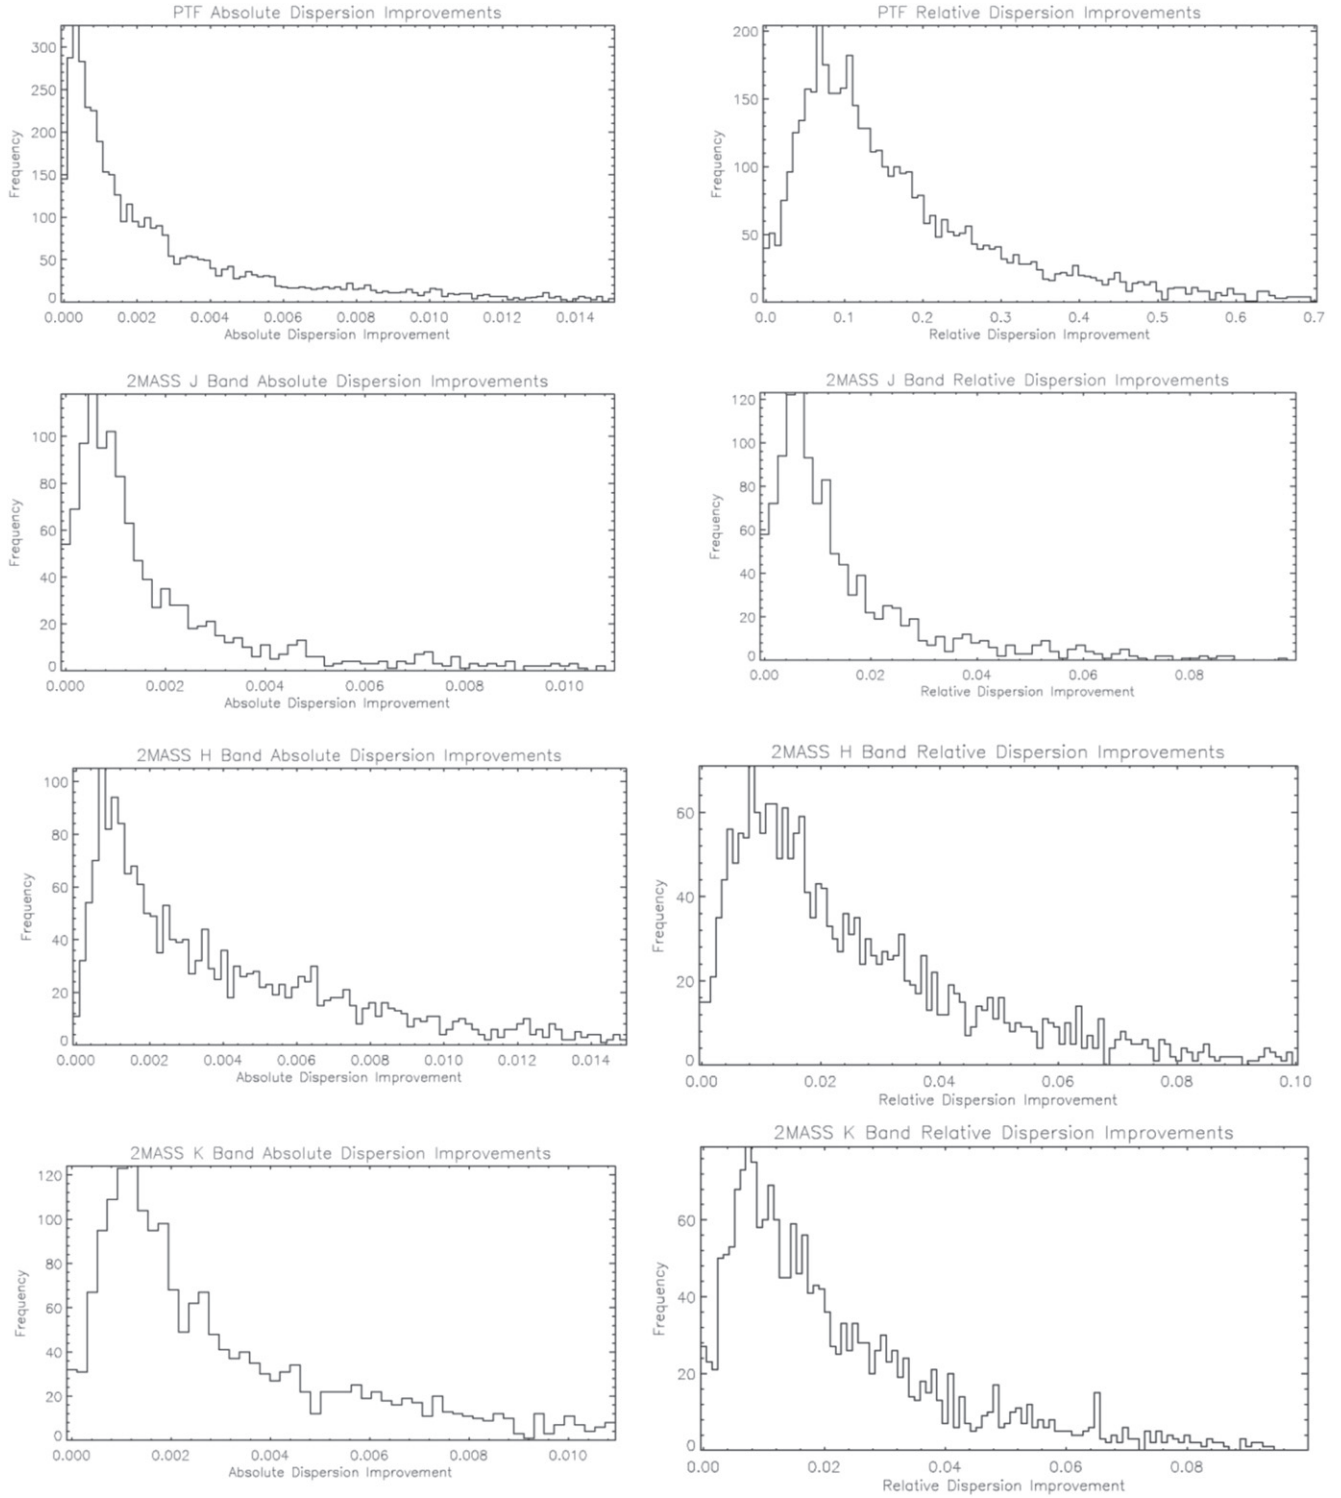 PTF Absolute Dispersion Improvements
300
250
200
150
100
50
0
Frequency
0.000 0.002 0.004 0.006 0.008 0.010 0.012 0.014
Absolute Dispersion Improvement
PTF Relative Dispersion Improvements
200
150
100
50
0
Frequency
0.0 0.1 0.2 0.3 0.4 0.5 0.6 0.7
Relative Dispersion Improvement
2MASS J Band Absolute Dispersion Improvements
100
80
60
40
20
0
Frequency
0.000 0.002 0.004 0.006 0.008 0.010
Absolute Dispersion Improvement
2MASS J Band Relative Dispersion Improvements
120
100
80
60
40
20
0
Frequency
0.00 0.02 0.04 0.06 0.08
Relative Dispersion Improvement
2MASS H Band Absolute Dispersion Improvements
100
80
60
40
20
0
Frequency
0.000 0.002 0.004 0.006 0.008 0.010 0.012 0.014
Absolute Dispersion Improvement
2MASS H Band Relative Dispersion Improvements
60
40
20
0
Frequency
0.00 0.02 0.04 0.06 0.08 0.10
Relative Dispersion Improvement
2MASS K Band Absolute Dispersion Improvements
120
100
80
60
40
20
0
Frequency
0.000 0.002 0.004 0.006 0.008 0.010
Absolute Dispersion Improvement
2MASS K Band Relative Dispersion Improvements
60
40
20
0
Frequency
0.00 0.02 0.04 0.06 0.08
Relative Dispersion Improvement